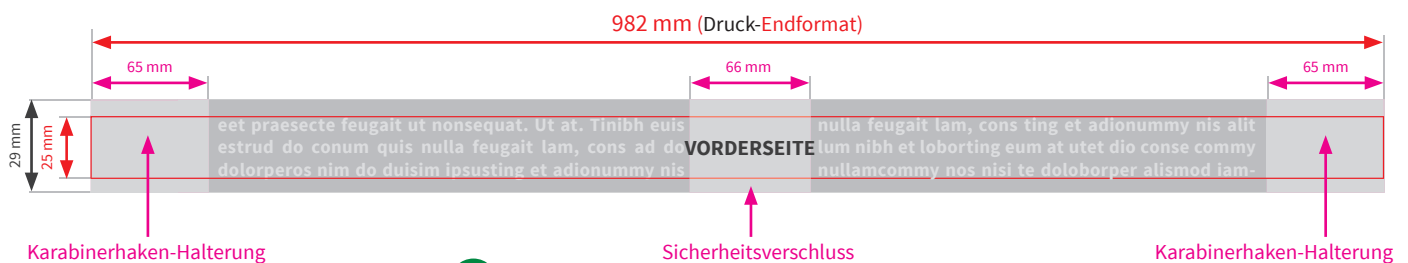 982 mm (Druck-Endformat)
65 mm
66 mm
65 mm
29 mm
25 mm
eet praesecte feugait ut nonsequat. Ut at. Tinibh euis
estrud do conum quis nulla feugait lam, cons ad do
dolorperos nim do duisim ipsusting et adionummy nis
VORDERSEITE
nulla feugait lam, cons ting et adionummy nis alit
lum nibh et loborting eum at utet dio conse commy
nullamcommy nos nisi te doloborper alismod iam-
Karabinerhaken-Halterung
Sicherheitsverschluss
Karabinerhaken-Halterung